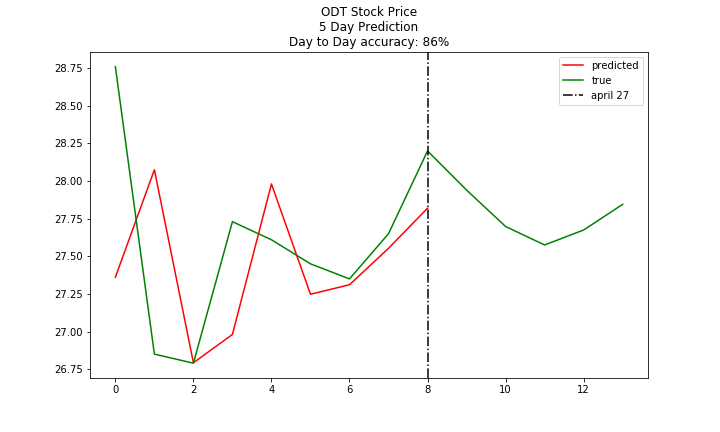 ODT Stock Price
5 Day Prediction
Day to Day accuracy: 86%
predicted
true
april 27
28.75
28.50
28.25
28.00
27.75
27.50
27.25
27.00
26.75
0 2 4 6 8 10 12